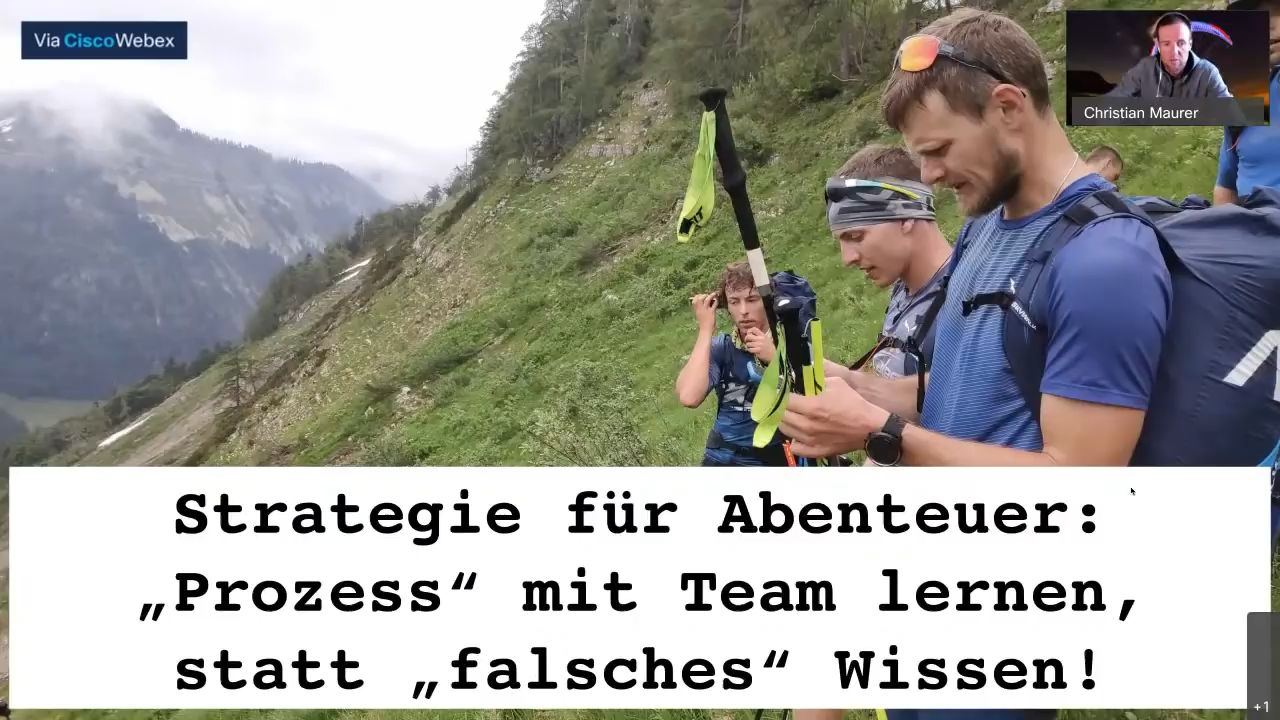 Via CiscoWebex
Christian Maurer
Strategie für Abenteuer:
„Prozess“ mit Team lernen,
statt „falsches“ Wissen!
+1